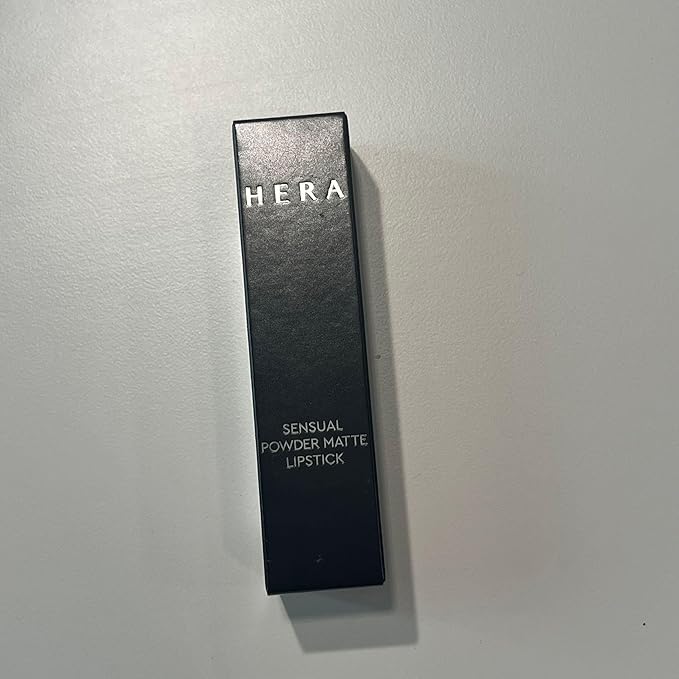 HERA
SENSUAL
POWDER MATTE
LIPSTICK